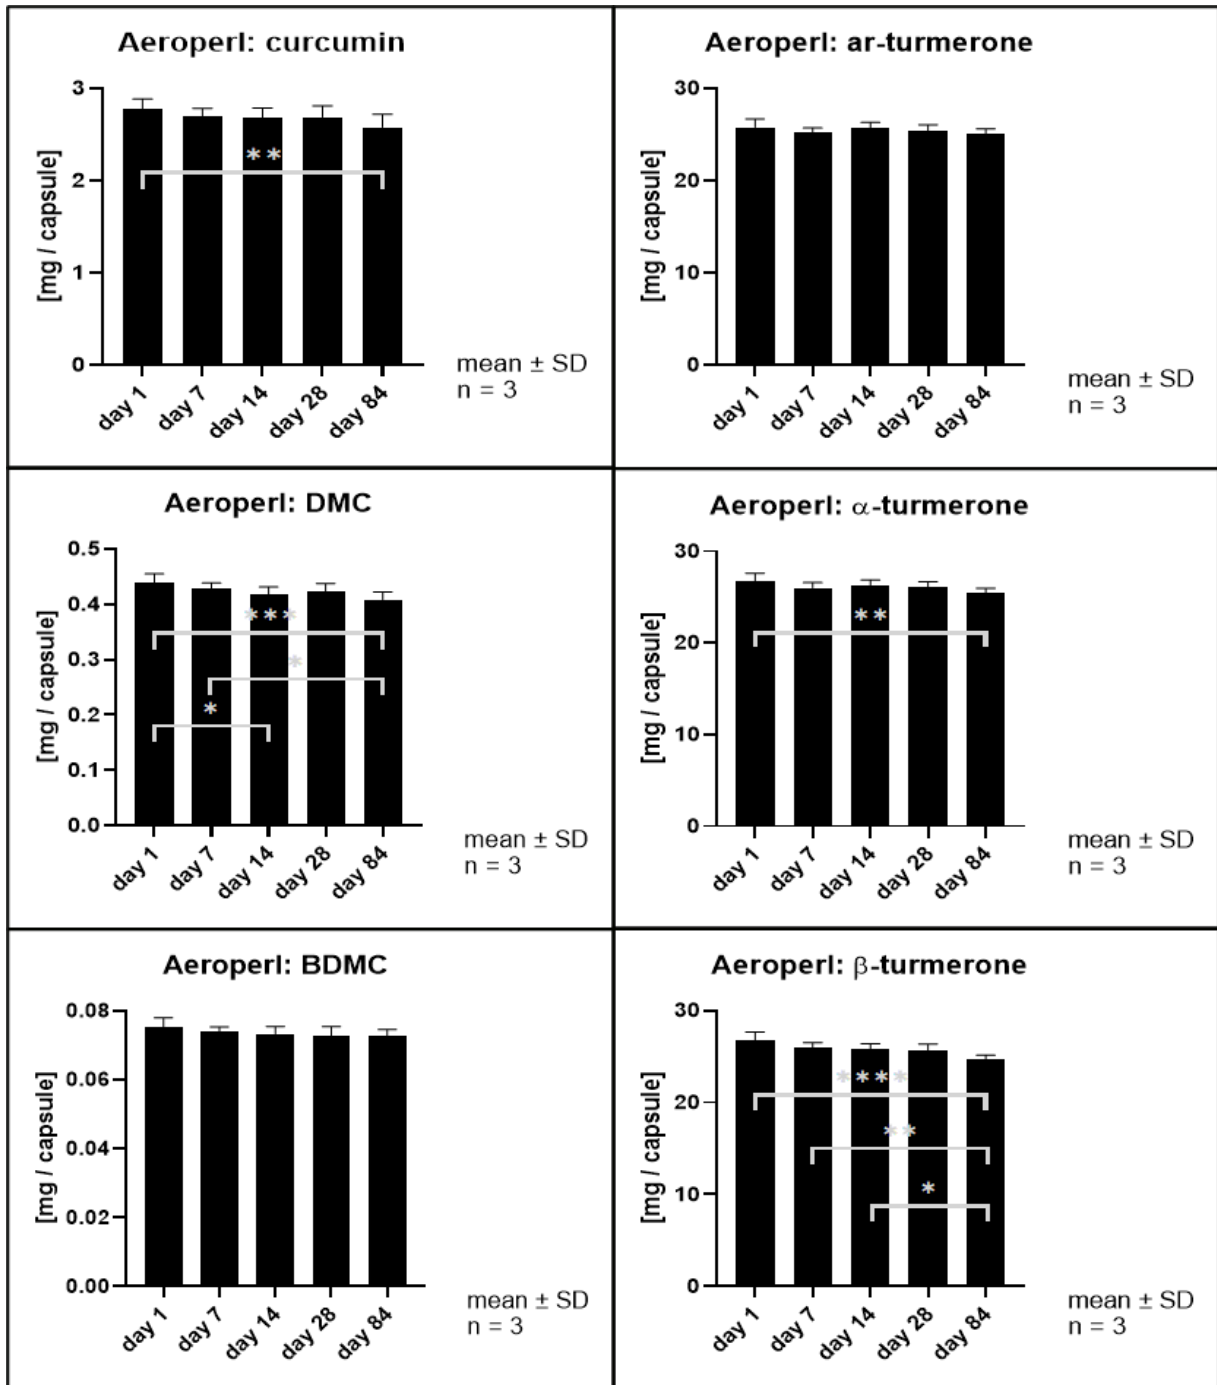 Aeroperl: curcumin
[mg / capsule]
3
2
1
0
**
day 1
day 7
day 14
day 28
day 84
mean ± SD
n = 3
Aeroperl: ar-turmerone
[mg / capsule]
30
20
10
0
day 1
day 7
day 14
day 28
day 84
mean ± SD
n = 3
Aeroperl: DMC
[mg / capsule]
0.5
0.4
0.3
0.2
0.1
0.0
***
*
*
day 1
day 7
day 14
day 28
day 84
mean ± SD
n = 3
Aeroperl: α-turmerone
[mg / capsule]
30
20
10
0
**
day 1
day 7
day 14
day 28
day 84
mean ± SD
n = 3
Aeroperl: BDMC
[mg / capsule]
0.08
0.06
0.04
0.02
0.00
day 1
day 7
day 14
day 28
day 84
mean ± SD
n = 3
Aeroperl: β-turmerone
[mg / capsule]
30
20
10
0
****
**
*
day 1
day 7
day 14
day 28
day 84
mean ± SD
n = 3